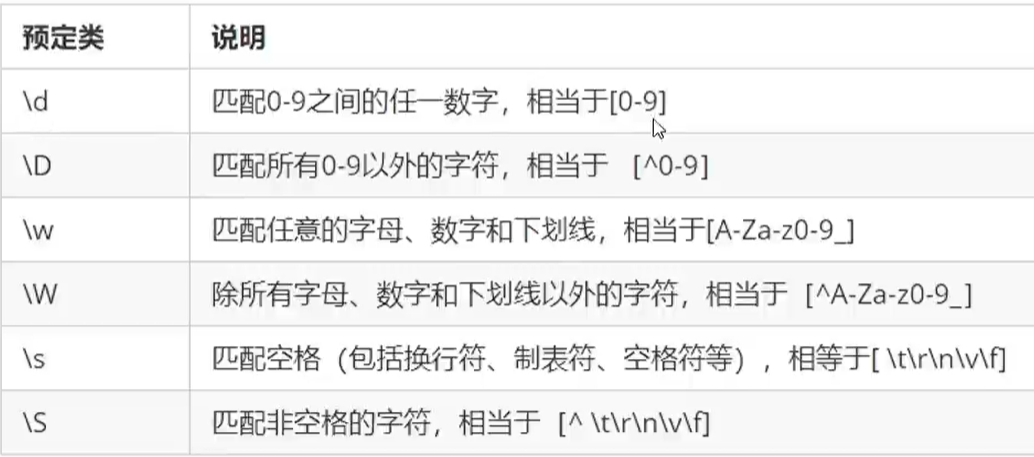 预定类 说明
\d 匹配0-9之间的任一数字，相当于[0-9]
\D 匹配所有0-9以外的字符，相当于 [^0-9]
\w 匹配任意的字母、数字和下划线，相当于[A-Za-z0-9_]
\W 除所有字母、数字和下划线以外的字符，相当于 [^A-Za-z0-9_]
\s 匹配空格（包括换行符、制表符、空格符等），相等于[ \t\r\n\v\f]
\S 匹配非空格的字符，相当于 [^ \t\r\n\v\f]